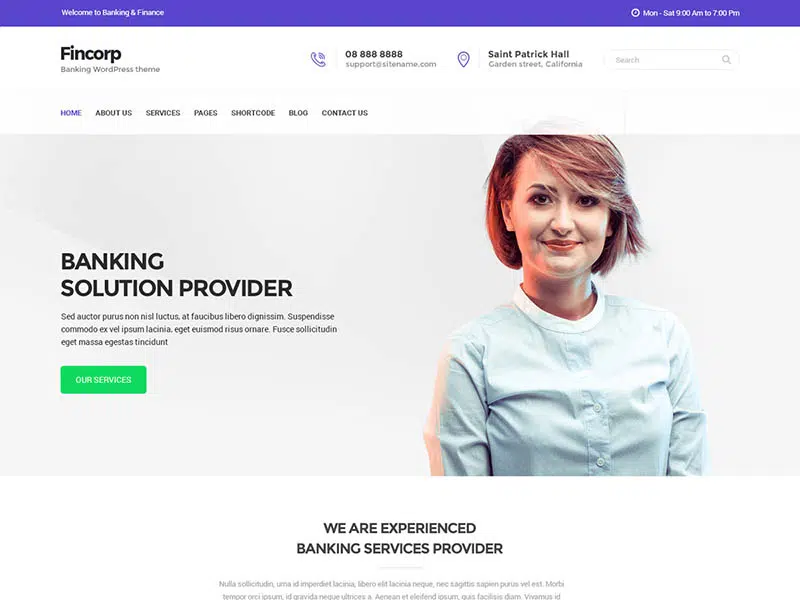 Welcome to Banking & Finance
Mon - Sat 9:00 Am to 7:00 Pm
Fincorp
Banking WordPress theme
08 888 8888
support@sitename.com
Saint Patrick Hall
Garden street, California
Search
HOME ABOUT US SERVICES PAGES SHORTCODE BLOG CONTACT US
BANKING
SOLUTION PROVIDER
Sed auctor purus non nisl luctus, at faucibus libero dignissim. Suspendisse
commodo ex vel ipsum lacinia, eget euismod risus ornare. Fusce sollicitudin
eget massa egestas tincidunt
OUR SERVICES
WE ARE EXPERIENCED
BANKING SERVICES PROVIDER
Nulla sollicitudin, urna id imperdiet lacinia, libero elit lacinia neque, nec sagittis sapien purus vel est. Morbi
tempor orci ipsum, id gravida neque ultrices a. Aenean et eleifend ipsum, quis facilisis diam. Vivamus id